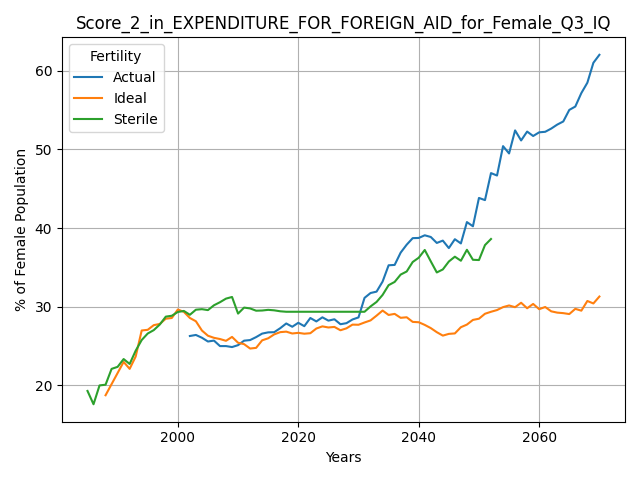 Score_2_in_EXPENDITURE_FOR_FOREIGN_AID_for_Female_Q3_IQ
Fertility
Actual
Ideal
Sterile
% of Female Population
60
50
40
30
20
2000
2020
2040
2060
Years